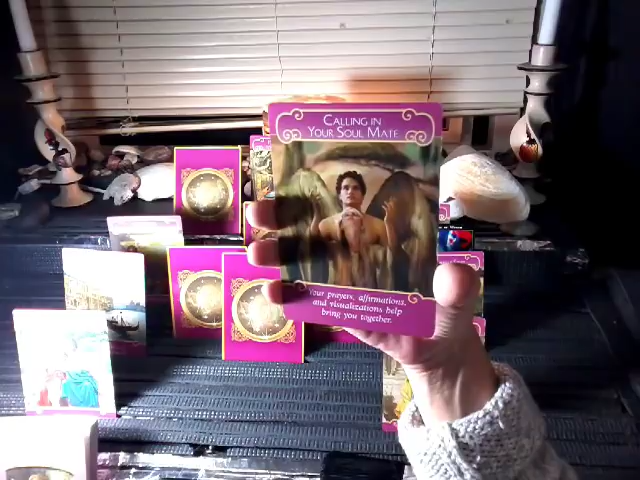 CALLING IN
YOUR SOUL MATE
Your prayers, affirmations,
and visualizations help
bring you together.